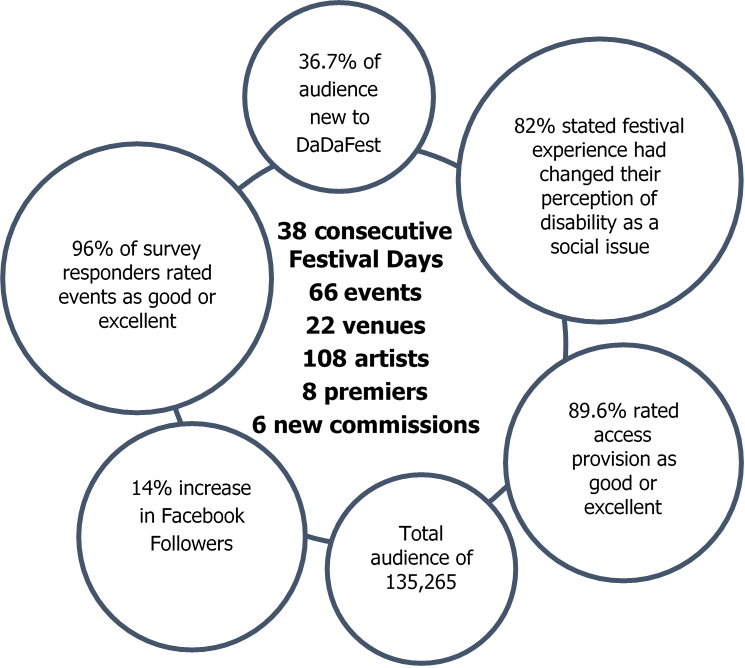 36.7% of
audience
new to
DaDaFest
82% stated festival
experience had
changed their
perception of
disability as a
social issue
96% of survey
responders rated
events as good or
excellent
38 consecutive
Festival Days
66 events
22 venues
108 artists
8 premiers
6 new commissions
89.6% rated
access
provision as
good or
excellent
14% increase
in Facebook
Followers
Total
audience of
135,265